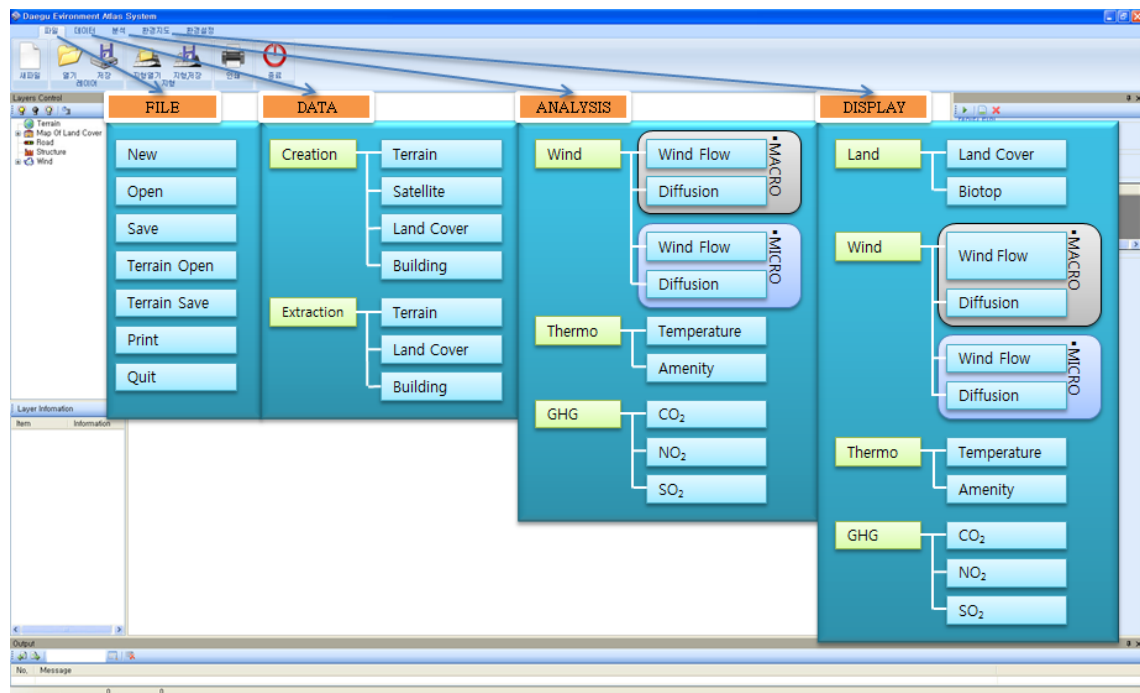 Daegu Evironment Atlas System
파일 데이터 분석 환경지도 환경설정
새파일 열기 저장 지형열기 지형저장 인쇄 종료
레이어 지형
Layers Control
Terrain
Map Of Land Cover
Road
Structure
Wind
Layer Infomation
Item Information
FILE
New
Open
Save
Terrain Open
Terrain Save
Print
Quit
DATA
Creation
Terrain
Satellite
Land Cover
Building
Extraction
Terrain
Land Cover
Building
ANALYSIS
Wind
Wind Flow
Diffusion
▪MACRO
Wind Flow
Diffusion
▪MICRO
Thermo
Temperature
Amenity
GHG
CO₂
NO₂
SO₂
DISPLAY
Land
Land Cover
Biotop
Wind
Wind Flow
Diffusion
▪MACRO
Wind Flow
Diffusion
▪MICRO
Thermo
Temperature
Amenity
GHG
CO₂
NO₂
SO₂
Output
No. Message
0 0